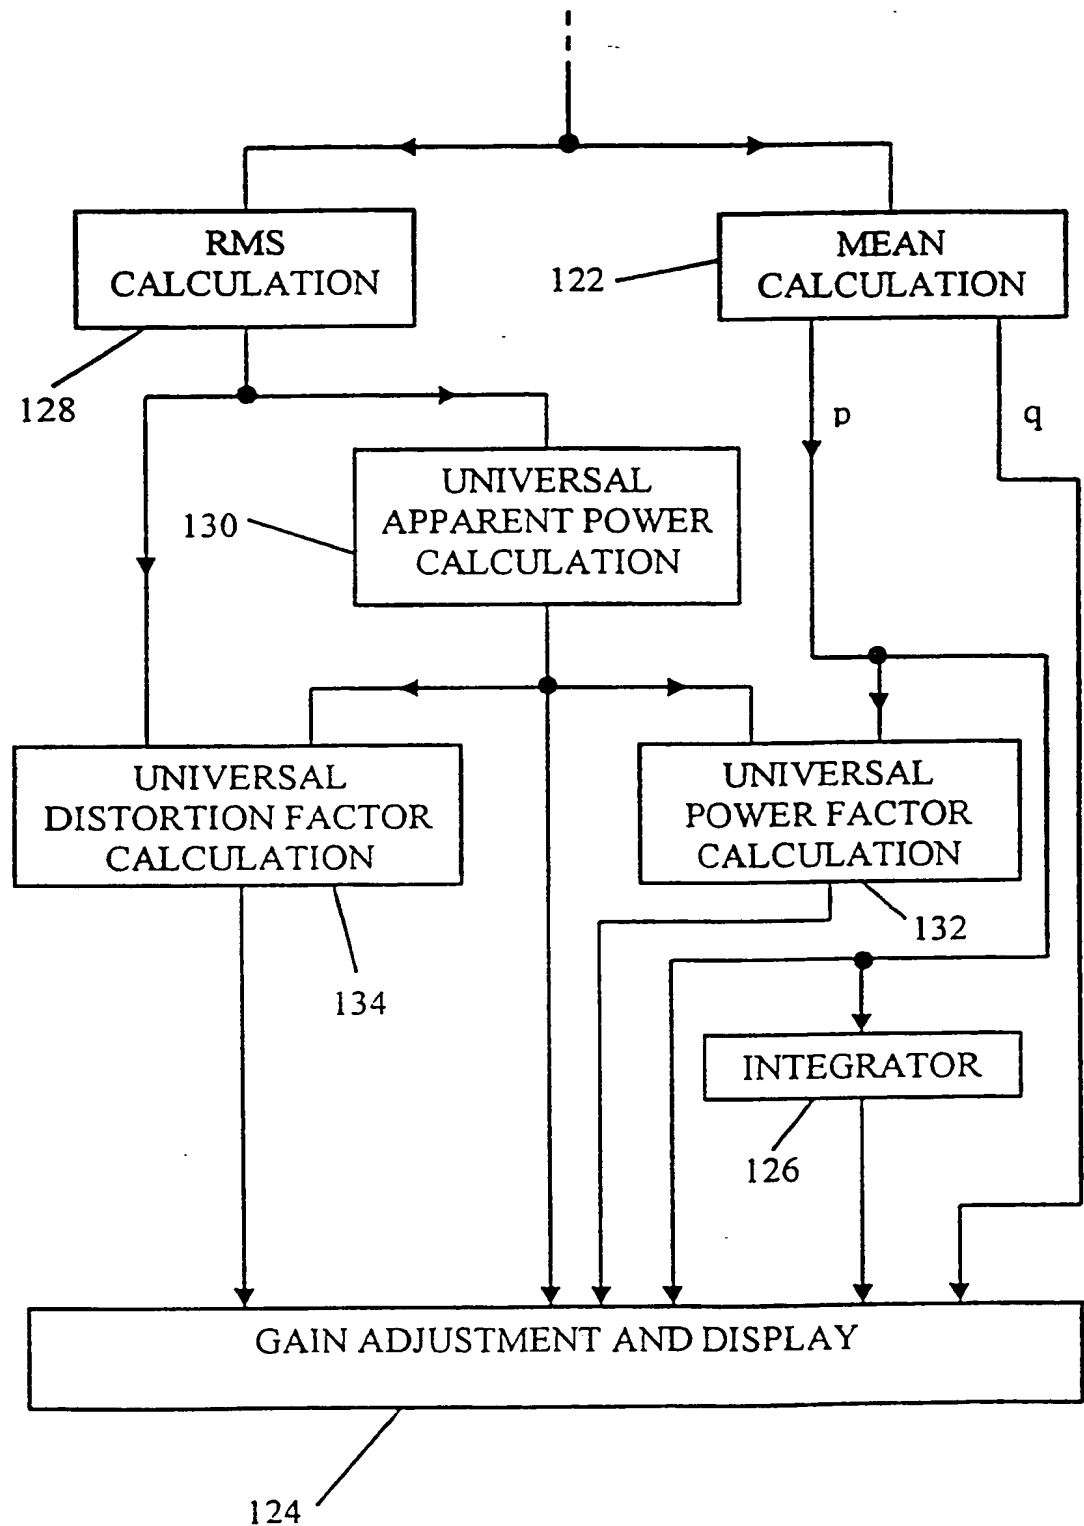 RMS
CALCULATION
MEAN
CALCULATION
122
128
p
q
UNIVERSAL
APPARENT POWER
CALCULATION
130
UNIVERSAL
DISTORTION FACTOR
CALCULATION
UNIVERSAL
POWER FACTOR
CALCULATION
132
134
INTEGRATOR
126
GAIN ADJUSTMENT AND DISPLAY
124